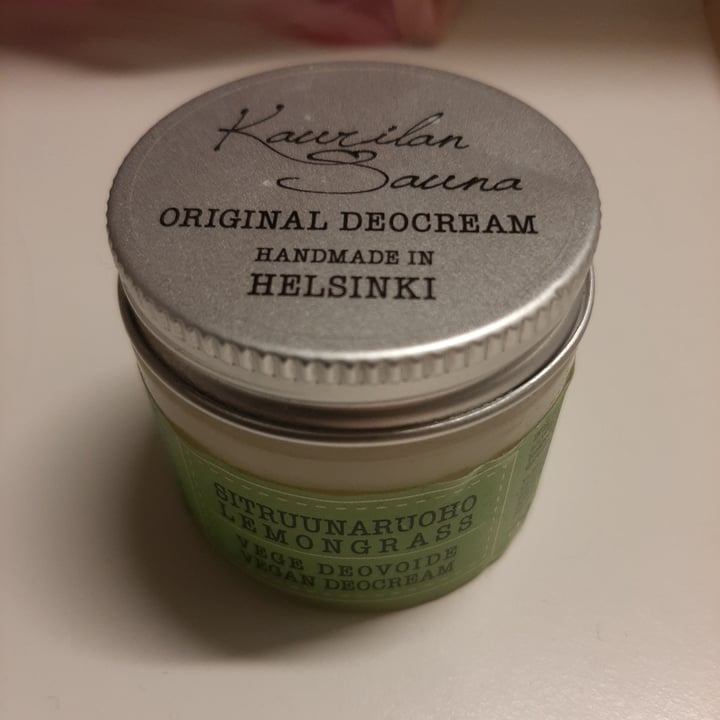 Kaurilan
Sauna
ORIGINAL DEOCREAM
HANDMADE IN
HELSINKI
SITRUUNARUOHO
LEMONGRASS
VEGE DEOVOIDE
VEGAN DEOCREAM